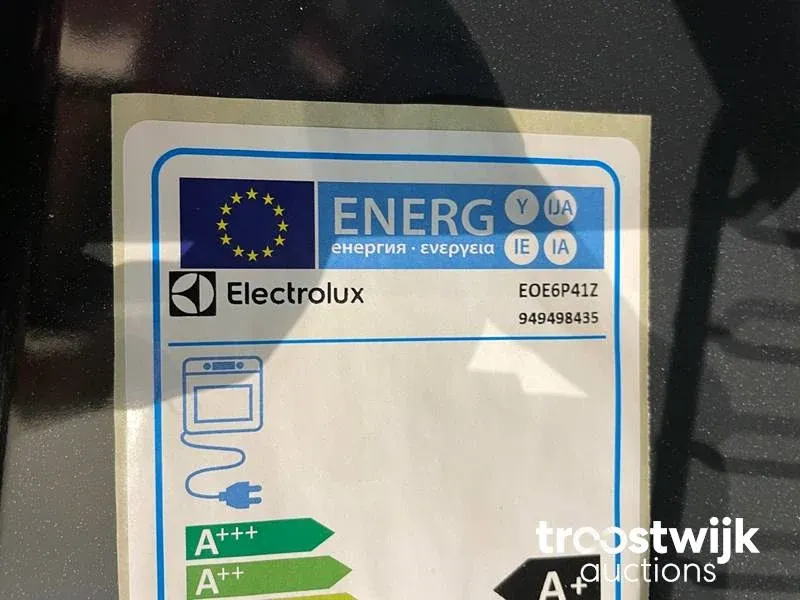 ENERG
Y IJA
IE IA
енергия · ενεργεια
Electrolux
EOE6P41Z
949498435
A+++
A++
A+
troostwijk
auctions